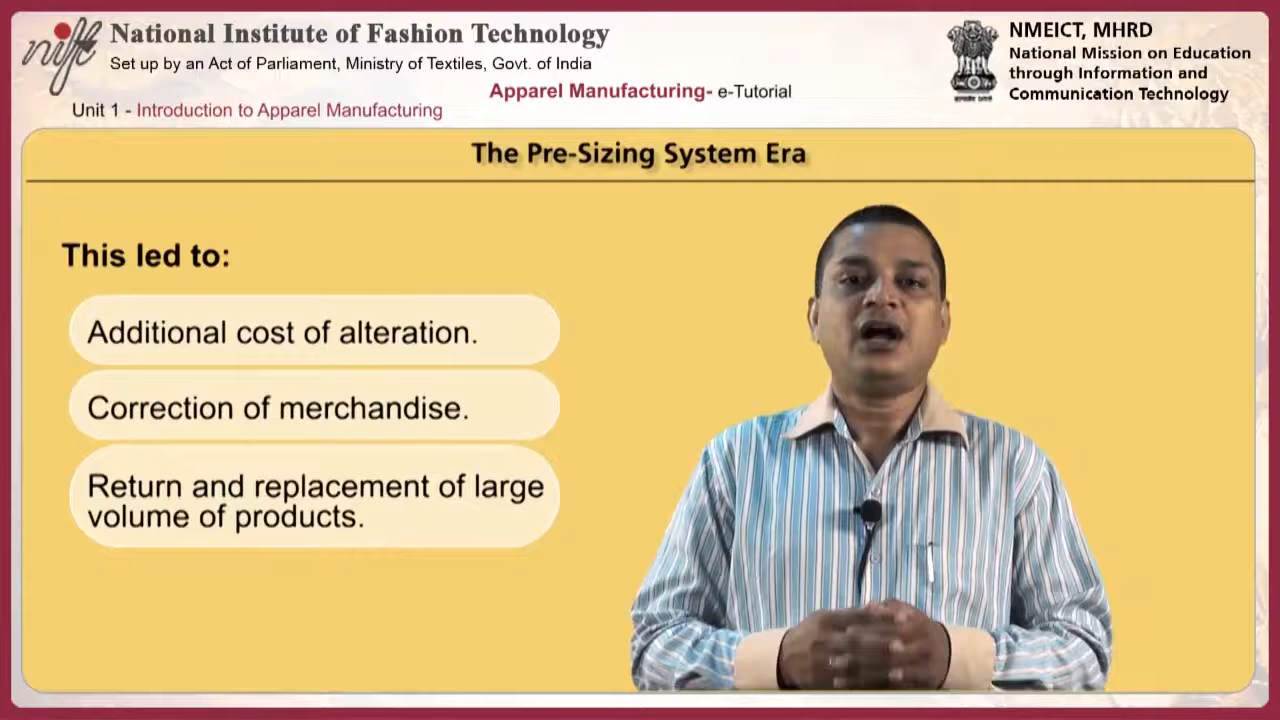 nift
National Institute of Fashion Technology
Set up by an Act of Parliament, Ministry of Textiles, Govt. of India
Apparel Manufacturing- e-Tutorial
Unit 1 - Introduction to Apparel Manufacturing
NMEICT, MHRD
National Mission on Education
through Information and
Communication Technology
The Pre-Sizing System Era
This led to:
Additional cost of alteration.
Correction of merchandise.
Return and replacement of large
volume of products.